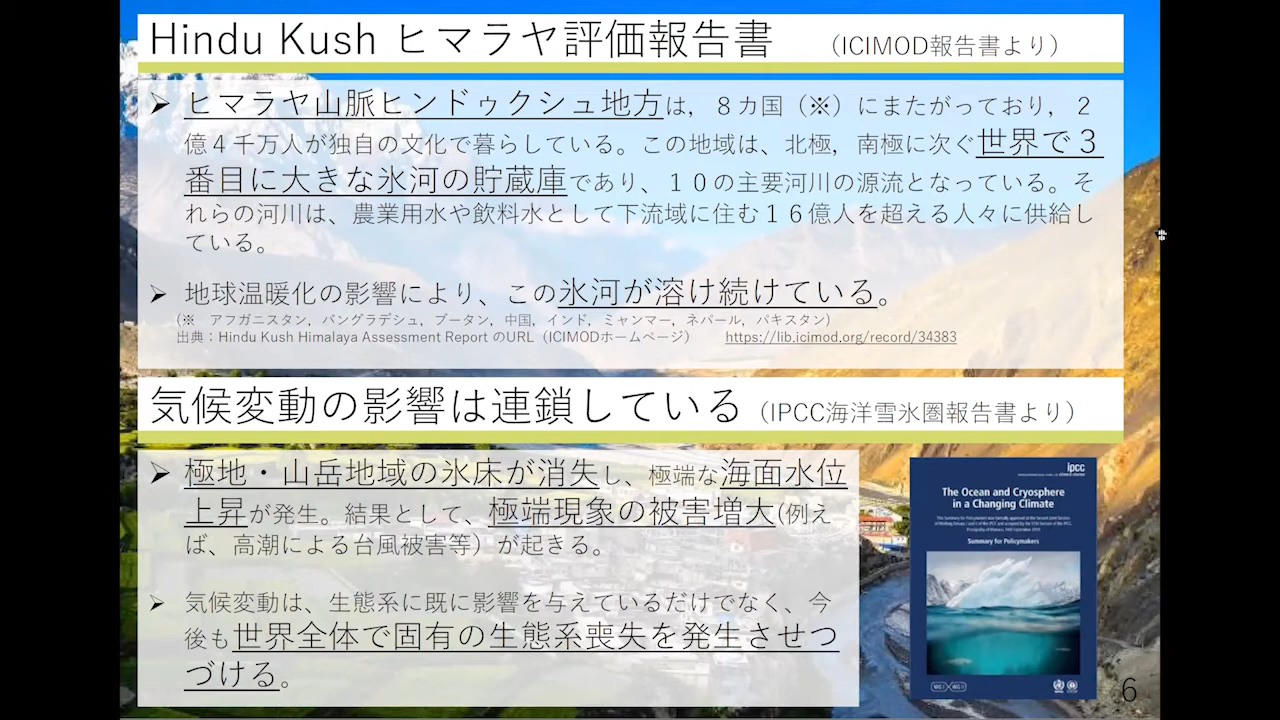 Hindu Kush ヒマラヤ評価報告書 （ICIMOD報告書より）
➢ ヒマラヤ山脈ヒンドゥクシュ地方は，８カ国（※）にまたがっており，２
億４千万人が独自の文化で暮らしている。この地域は、北極，南極に次ぐ世界で３
番目に大きな氷河の貯蔵庫であり、１０の主要河川の源流となっている。そ
れらの河川は、農業用水や飲料水として下流域に住む１６億人を超える人々に供給し
ている。
➢ 地球温暖化の影響により、この氷河が溶け続けている。
(※ アフガニスタン，バングラデシュ，ブータン，中国，インド，ミャンマー，ネパール，パキスタン)
出典：Hindu Kush Himalaya Assessment Report のURL（ICIMODホームページ） https://lib.icimod.org/record/34383
気候変動の影響は連鎖している （IPCC海洋雪氷圏報告書より）
➢ 極地・山岳地域の氷床が消失し，極端な海面水位
上昇が発生。結果として，極端現象の被害増大(例え
ば、高潮による台風被害等）が起きる。
➢ 気候変動は、生態系に既に影響を与えているだけでなく、今
後も世界全体で固有の生態系喪失を発生させつ
づける。
ipcc
The Ocean and Cryosphere
in a Changing Climate
Summary for Policymakers
6